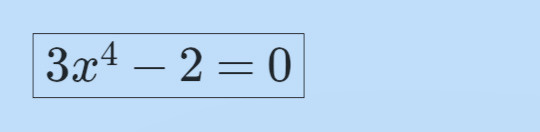 3x⁴ − 2 = 0